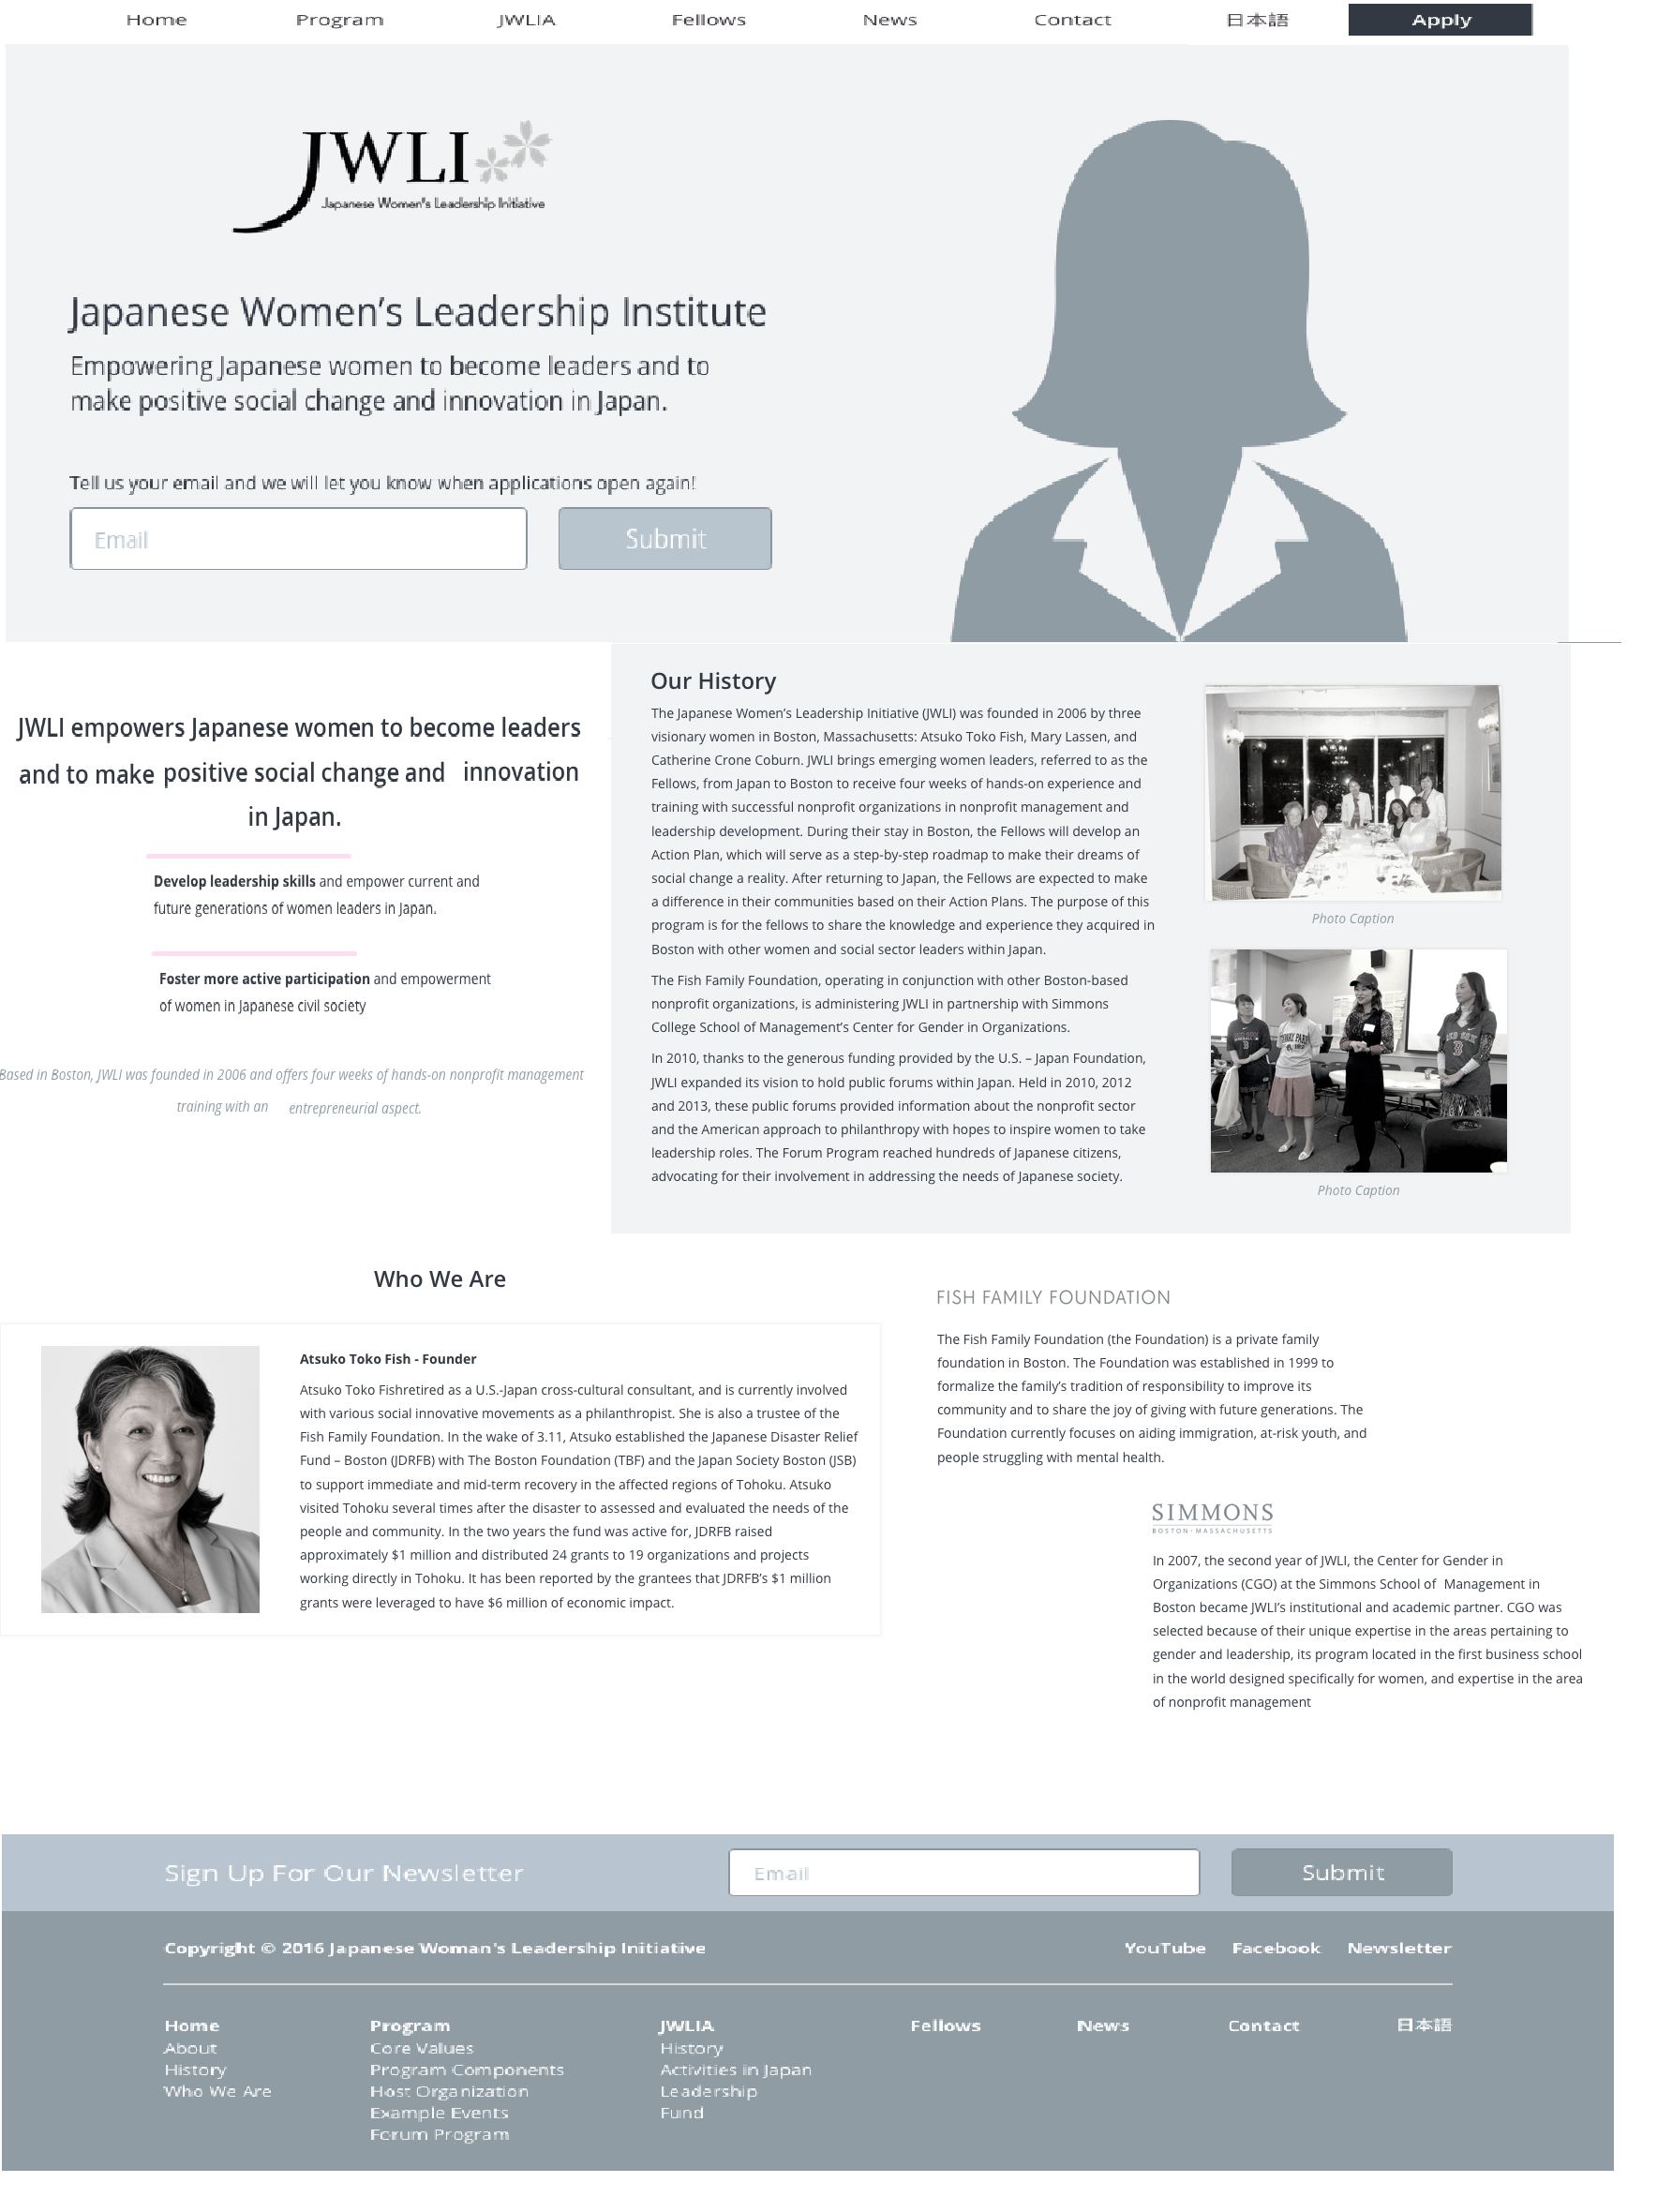 Home Program JWLIA Fellows News Contact 日本語 Apply
JWLI
Japanese Women's Leadership Initiative
Japanese Women’s Leadership Institute
Empowering Japanese women to become leaders and to
make positive social change and innovation in Japan.
Tell us your email and we will let you know when applications open again!
Email Submit
JWLI empowers Japanese women to become leaders
and to make positive social change and innovation
in Japan.
Develop leadership skills and empower current and
future generations of women leaders in Japan.
Foster more active participation and empowerment
of women in Japanese civil society
Based in Boston, JWLI was founded in 2006 and offers four weeks of hands-on nonprofit management
training with an entrepreneurial aspect.
Our History
The Japanese Women’s Leadership Initiative (JWLI) was founded in 2006 by three
visionary women in Boston, Massachusetts: Atsuko Toko Fish, Mary Lassen, and
Catherine Crone Coburn. JWLI brings emerging women leaders, referred to as the
Fellows, from Japan to Boston to receive four weeks of hands-on experience and
training with successful nonprofit organizations in nonprofit management and
leadership development. During their stay in Boston, the Fellows will develop an
Action Plan, which will serve as a step-by-step roadmap to make their dreams of
social change a reality. After returning to Japan, the Fellows are expected to make
a difference in their communities based on their Action Plans. The purpose of this
program is for the fellows to share the knowledge and experience they acquired in
Boston with other women and social sector leaders within Japan.
The Fish Family Foundation, operating in conjunction with other Boston-based
nonprofit organizations, is administering JWLI in partnership with Simmons
College School of Management’s Center for Gender in Organizations.
In 2010, thanks to the generous funding provided by the U.S. – Japan Foundation,
JWLI expanded its vision to hold public forums within Japan. Held in 2010, 2012
and 2013, these public forums provided information about the nonprofit sector
and the American approach to philanthropy with hopes to inspire women to take
leadership roles. The Forum Program reached hundreds of Japanese citizens,
advocating for their involvement in addressing the needs of Japanese society.
Photo Caption
Photo Caption
Who We Are
Atsuko Toko Fish - Founder
Atsuko Toko Fishretired as a U.S.-Japan cross-cultural consultant, and is currently involved
with various social innovative movements as a philanthropist. She is also a trustee of the
Fish Family Foundation. In the wake of 3.11, Atsuko established the Japanese Disaster Relief
Fund – Boston (JDRFB) with The Boston Foundation (TBF) and the Japan Society Boston (JSB)
to support immediate and mid-term recovery in the affected regions of Tohoku. Atsuko
visited Tohoku several times after the disaster to assessed and evaluated the needs of the
people and community. In the two years the fund was active for, JDRFB raised
approximately $1 million and distributed 24 grants to 19 organizations and projects
working directly in Tohoku. It has been reported by the grantees that JDRFB’s $1 million
grants were leveraged to have $6 million of economic impact.
FISH FAMILY FOUNDATION
The Fish Family Foundation (the Foundation) is a private family
foundation in Boston. The Foundation was established in 1999 to
formalize the family’s tradition of responsibility to improve its
community and to share the joy of giving with future generations. The
Foundation currently focuses on aiding immigration, at-risk youth, and
people struggling with mental health.
SIMMONS
BOSTON · MASSACHUSETTS
In 2007, the second year of JWLI, the Center for Gender in
Organizations (CGO) at the Simmons School of Management in
Boston became JWLI’s institutional and academic partner. CGO was
selected because of their unique expertise in the areas pertaining to
gender and leadership, its program located in the first business school
in the world designed specifically for women, and expertise in the area
of nonprofit management
Sign Up For Our Newsletter Email Submit
Copyright © 2016 Japanese Woman's Leadership Initiative YouTube Facebook Newsletter
Home
About
History
Who We Are
Program
Core Values
Program Components
Host Organization
Example Events
Forum Program
JWLIA
History
Activities in Japan
Leadership
Fund
Fellows
News
Contact
日本語